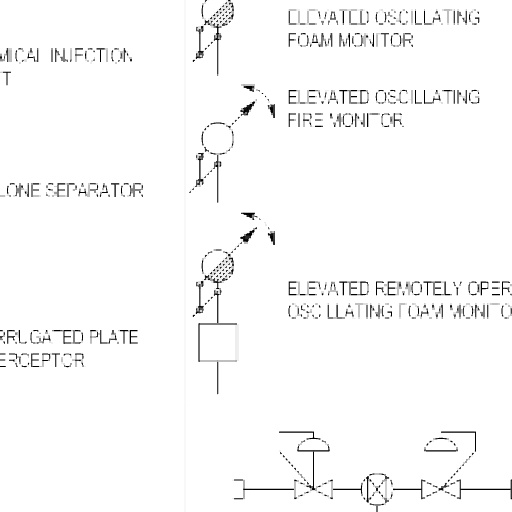 ELEVATED OSCILLATING
FOAM MONITOR
MICAL INJECTION
T
ELEVATED OSCILLATING
FIRE MONITOR
LONE SEPARATOR
ELEVATED REMOTELY OPER
OSCILLATING FOAM MONITO
RRUGATED PLATE
ERCEPTOR